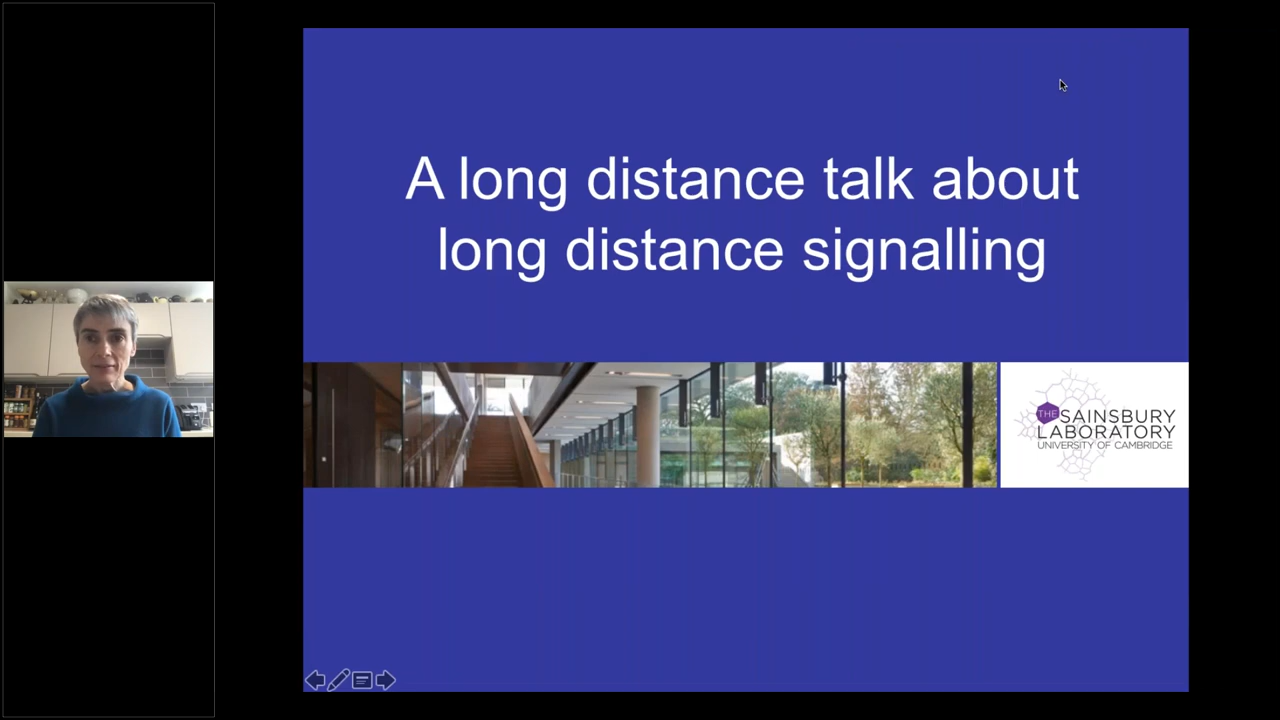 A long distance talk about
long distance signalling
THE SAINSBURY
LABORATORY
UNIVERSITY OF CAMBRIDGE